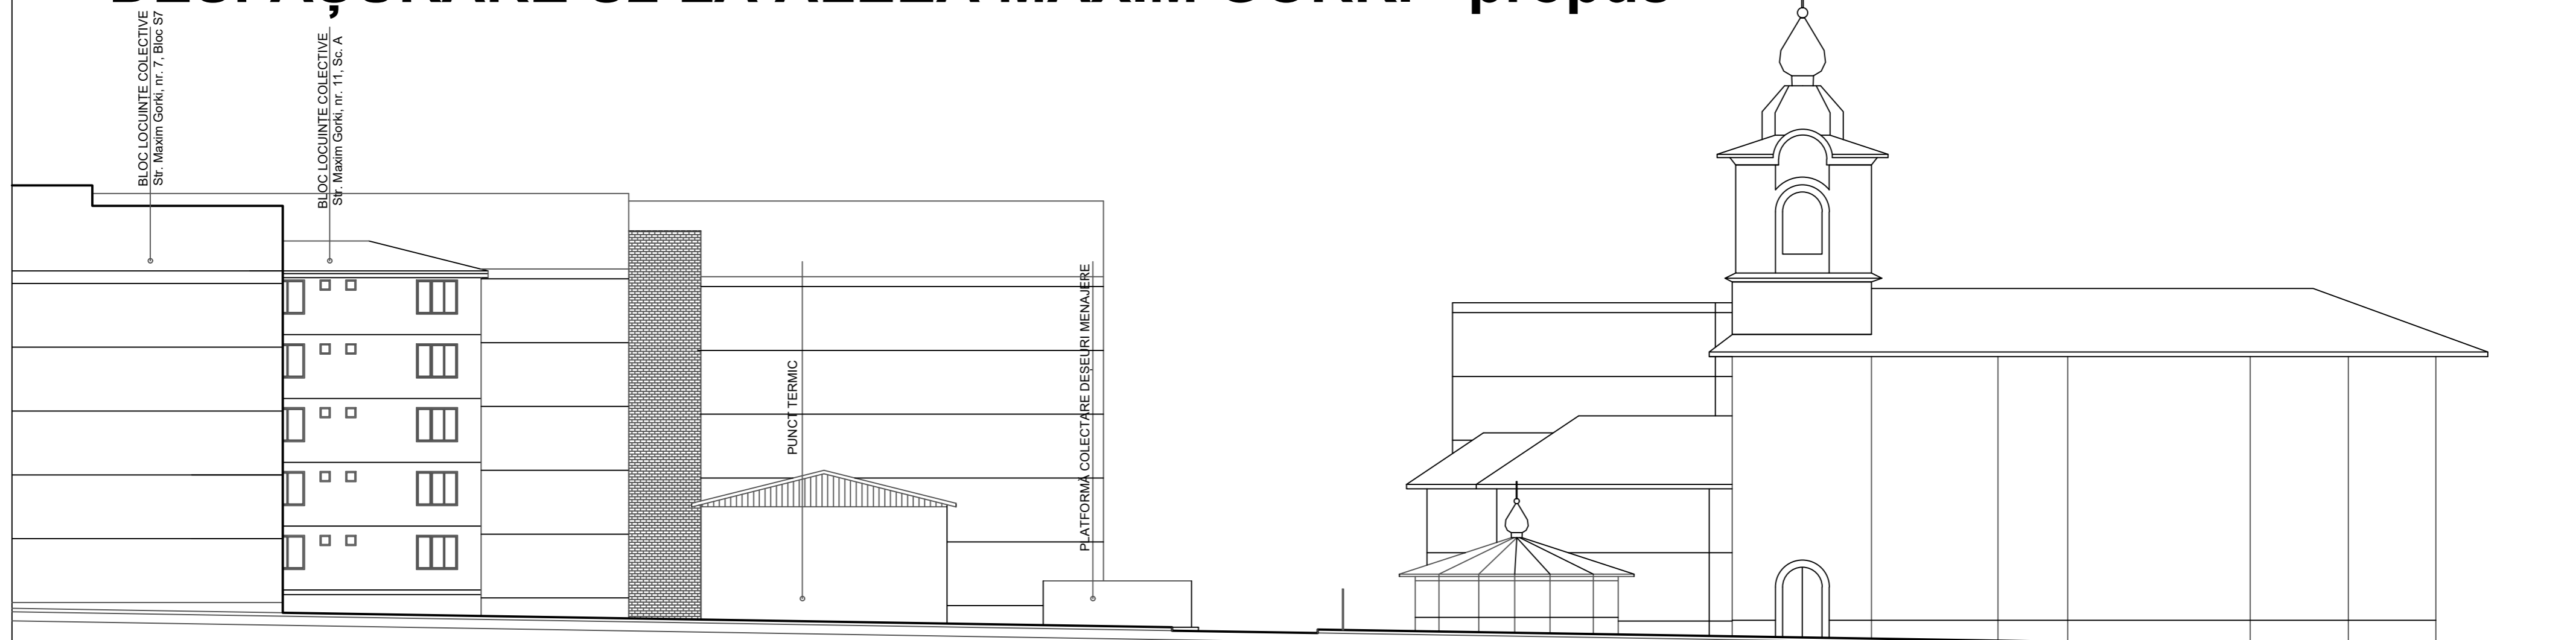 BLOC LOCUINTE COLECTIVE
Str. Maxim Gorki, nr. 7, Bloc S7
BLOC LOCUINTE COLECTIVE
Str. Maxim Gorki, nr. 11, Sc. A
PUNCT TERMIC
PLATFORMĂ COLECTARE DEȘEURI MENAJERE